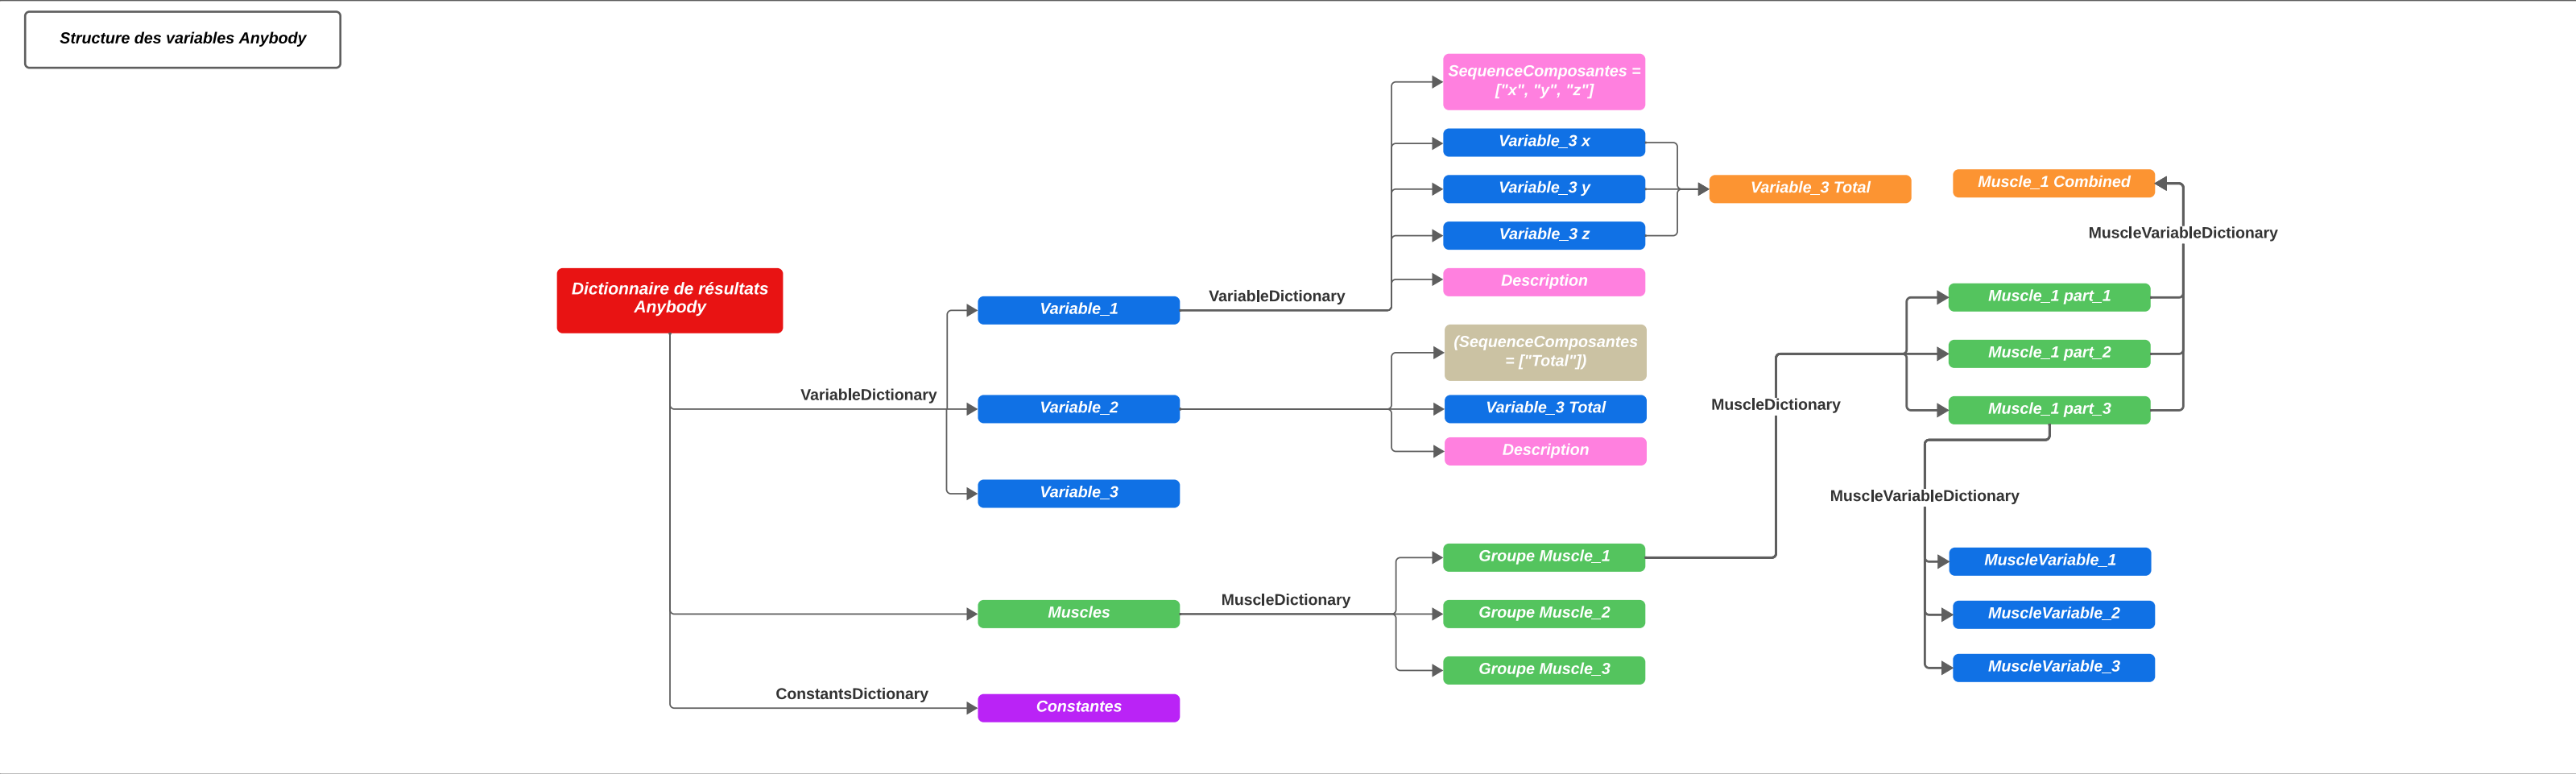 Structure des variables Anybody
Dictionnaire de résultats
Anybody
VariableDictionary
Variable_1
Variable_2
Variable_3
Muscles
ConstantsDictionary
Constantes
VariableDictionary
SequenceComposantes =
["x", "y", "z"]
Variable_3 x
Variable_3 y
Variable_3 z
Description
Variable_3 Total
(SequenceComposantes
= ["Total"])
Variable_3 Total
Description
MuscleDictionary
Groupe Muscle_1
Groupe Muscle_2
Groupe Muscle_3
MuscleDictionary
Muscle_1 part_1
Muscle_1 part_2
Muscle_1 part_3
MuscleVariableDictionary
Muscle_1 Combined
MuscleVariableDictionary
MuscleVariable_1
MuscleVariable_2
MuscleVariable_3